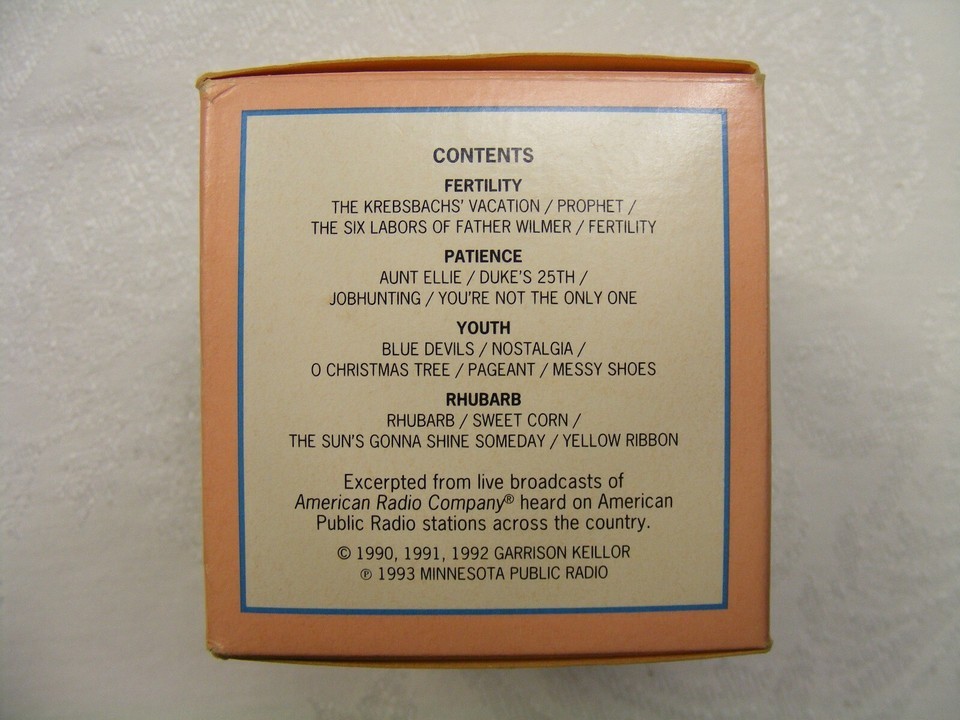 CONTENTS
FERTILITY
THE KREBSBACHS' VACATION / PROPHET /
THE SIX LABORS OF FATHER WILMER / FERTILITY
PATIENCE
AUNT ELLIE / DUKE'S 25TH /
JOBHUNTING / YOU'RE NOT THE ONLY ONE
YOUTH
BLUE DEVILS / NOSTALGIA /
O CHRISTMAS TREE / PAGEANT / MESSY SHOES
RHUBARB
RHUBARB / SWEET CORN /
THE SUN'S GONNA SHINE SOMEDAY / YELLOW RIBBON
Excerpted from live broadcasts of
American Radio Company® heard on American
Public Radio stations across the country.
© 1990, 1991, 1992 GARRISON KEILLOR
℗ 1993 MINNESOTA PUBLIC RADIO